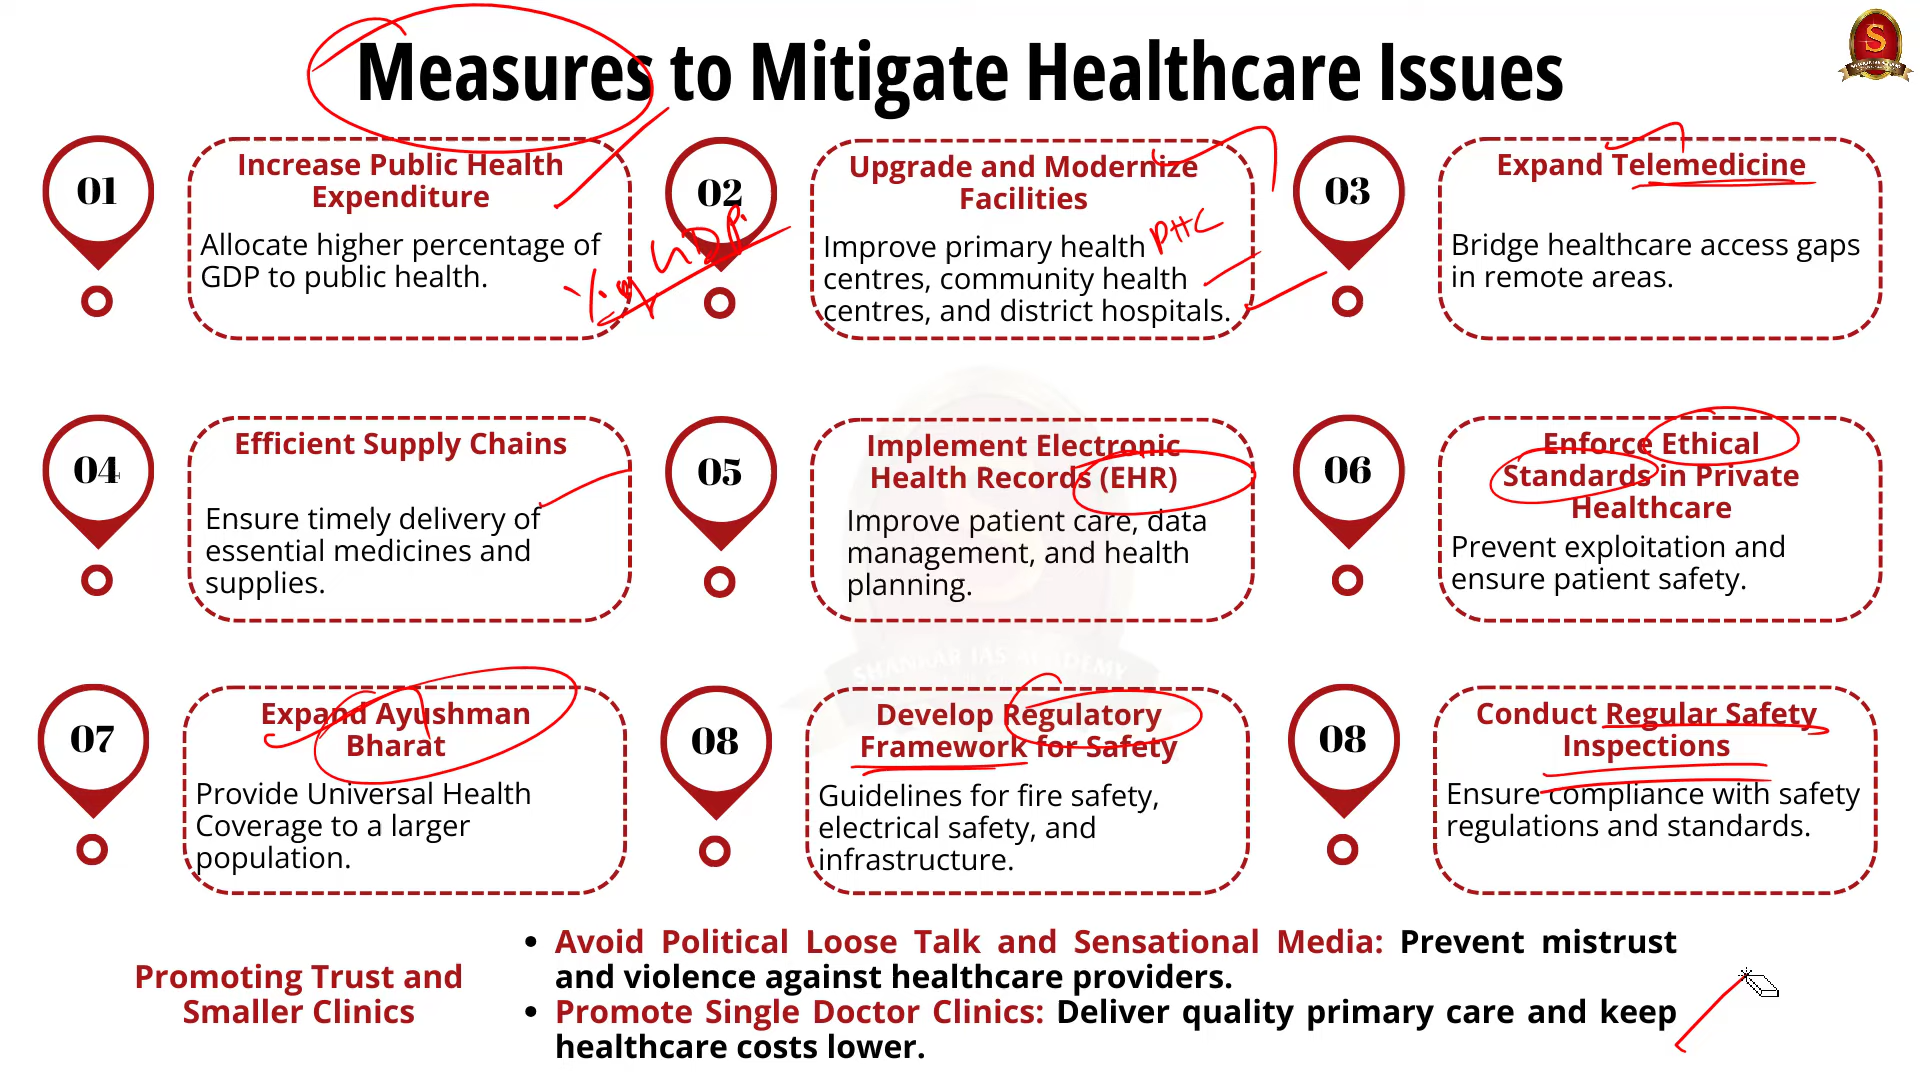 Measures to Mitigate Healthcare Issues
S
01
Increase Public Health
Expenditure
Allocate higher percentage of
GDP to public health.
% of GDP.
02
Upgrade and Modernize
Facilities
Improve primary health
centres, community health
centres, and district hospitals.
PHC
03
Expand Telemedicine
Bridge healthcare access gaps
in remote areas.
04
Efficient Supply Chains
Ensure timely delivery of
essential medicines and
supplies.
05
Implement Electronic
Health Records (EHR)
Improve patient care, data
management, and health
planning.
06
Enforce Ethical
Standards in Private
Healthcare
Prevent exploitation and
ensure patient safety.
SHANKAR IAS ACADEMY
07
Expand Ayushman
Bharat
Provide Universal Health
Coverage to a larger
population.
08
Develop Regulatory
Framework for Safety
Guidelines for fire safety,
electrical safety, and
infrastructure.
08
Conduct Regular Safety
Inspections
Ensure compliance with safety
regulations and standards.
Promoting Trust and
Smaller Clinics
• Avoid Political Loose Talk and Sensational Media: Prevent mistrust
and violence against healthcare providers.
• Promote Single Doctor Clinics: Deliver quality primary care and keep
healthcare costs lower.